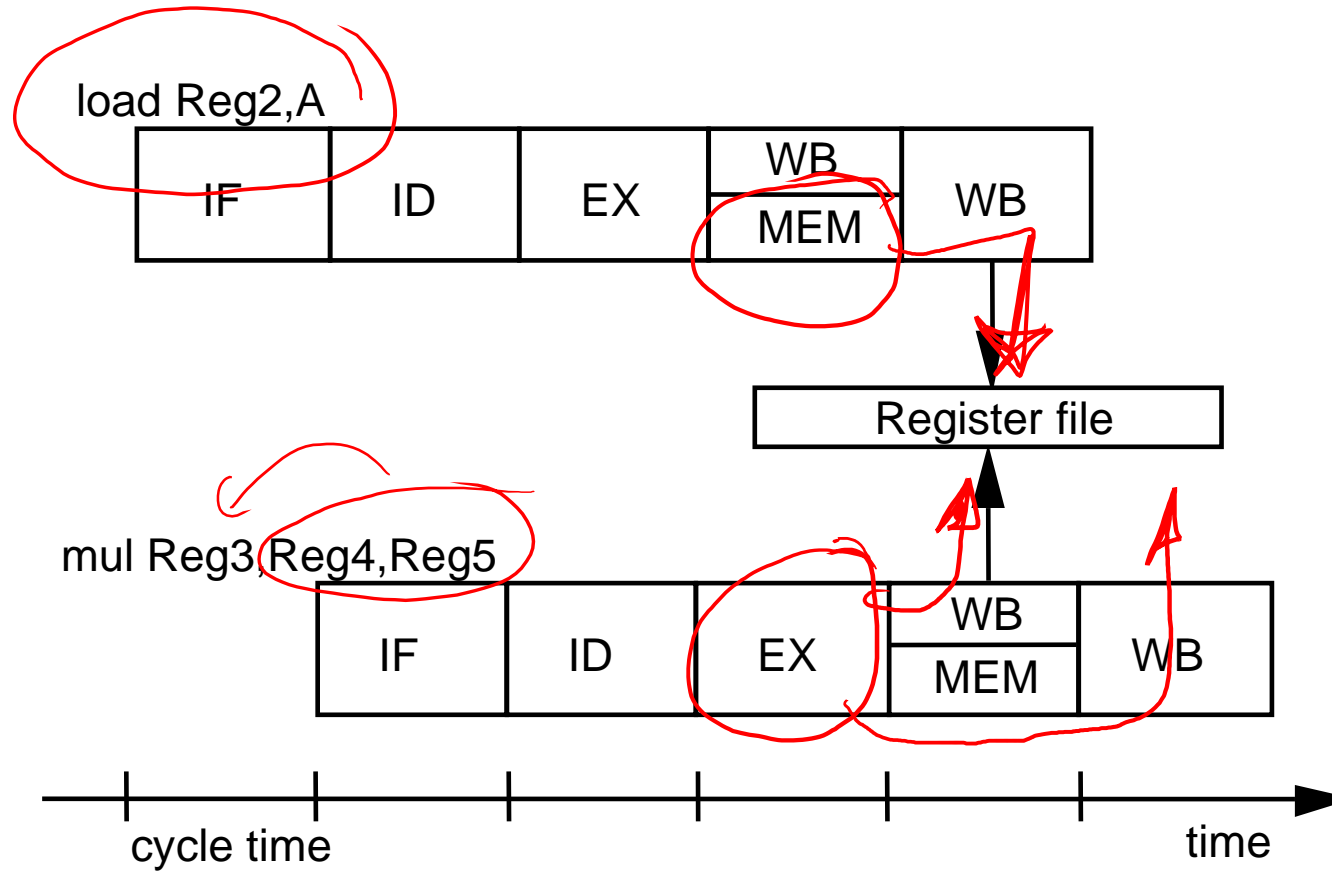 load Reg2,A
IF ID EX WB MEM WB
Register file
mul Reg3,Reg4,Reg5
IF ID EX WB MEM WB
cycle time time